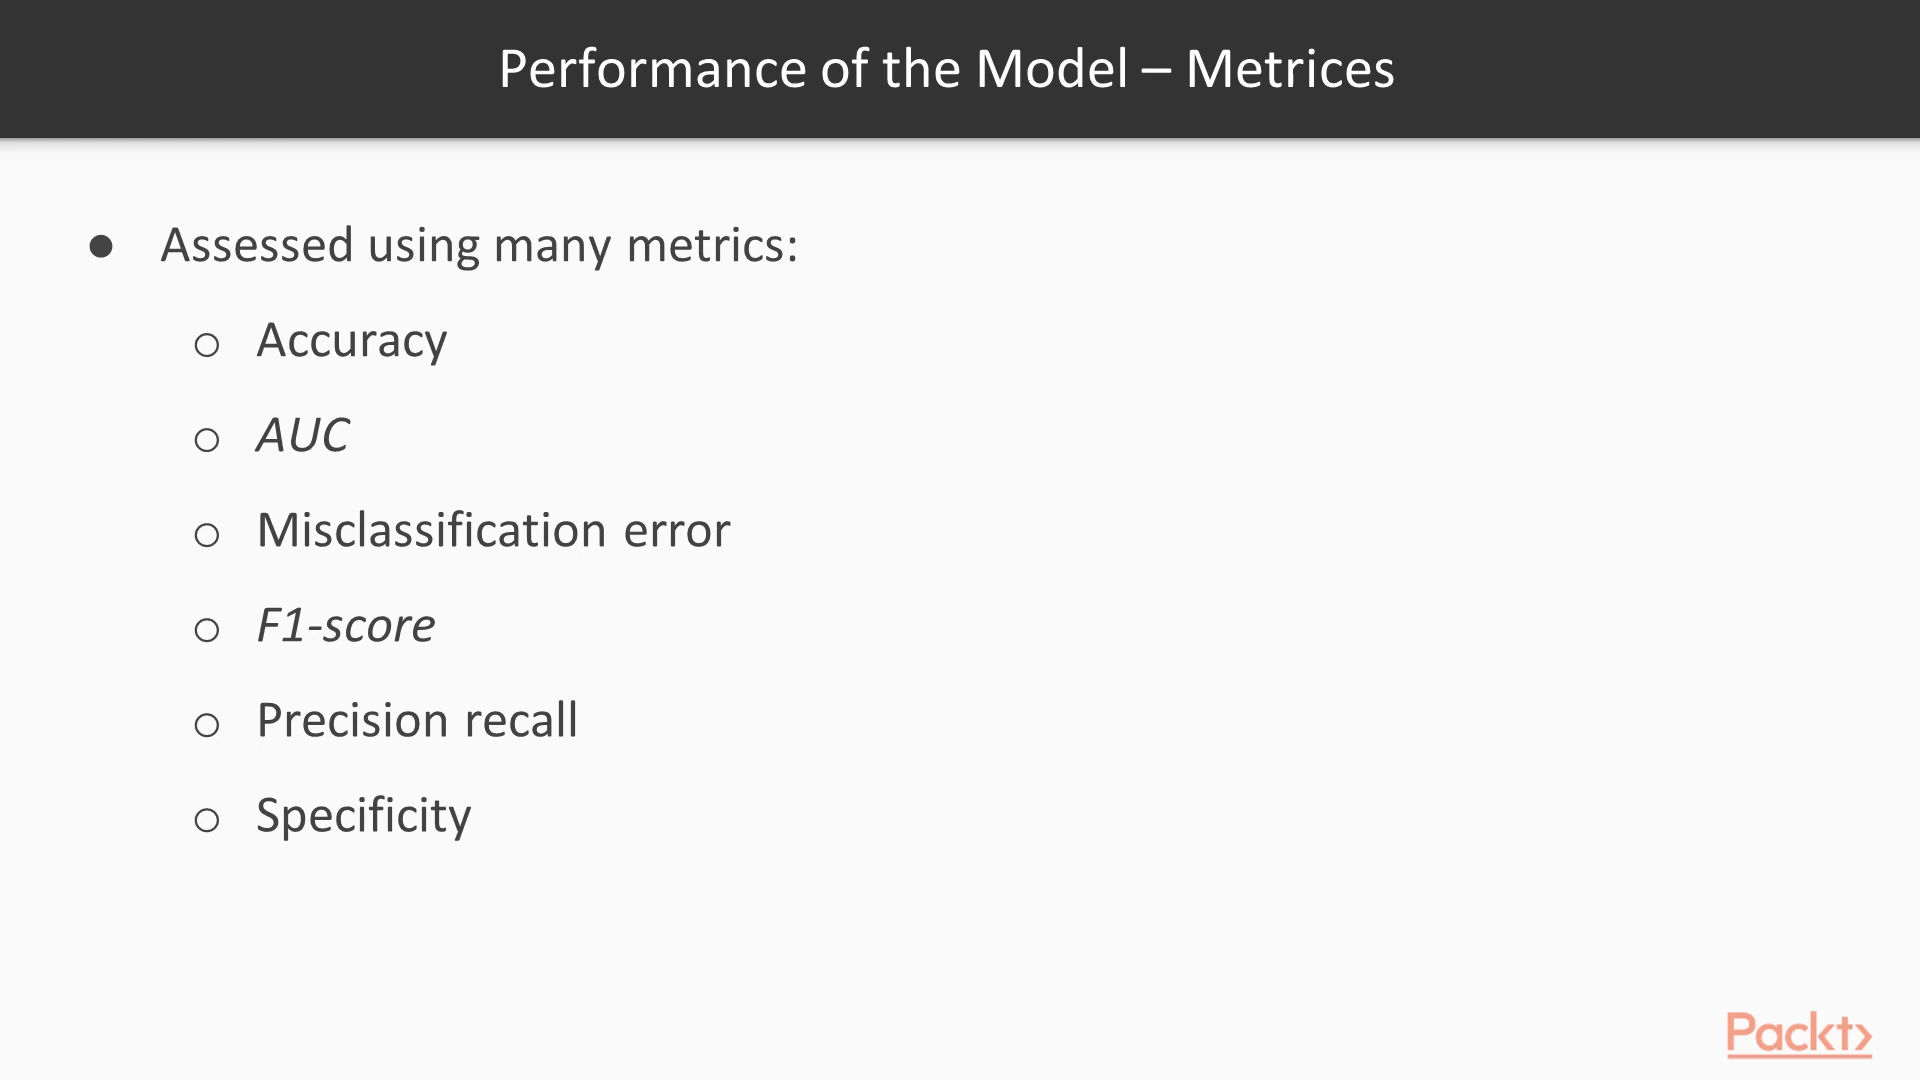 Performance of the Model – Metrices
● Assessed using many metrics:
○ Accuracy
○ AUC
○ Misclassification error
○ F1-score
○ Precision recall
○ Specificity
Packt>